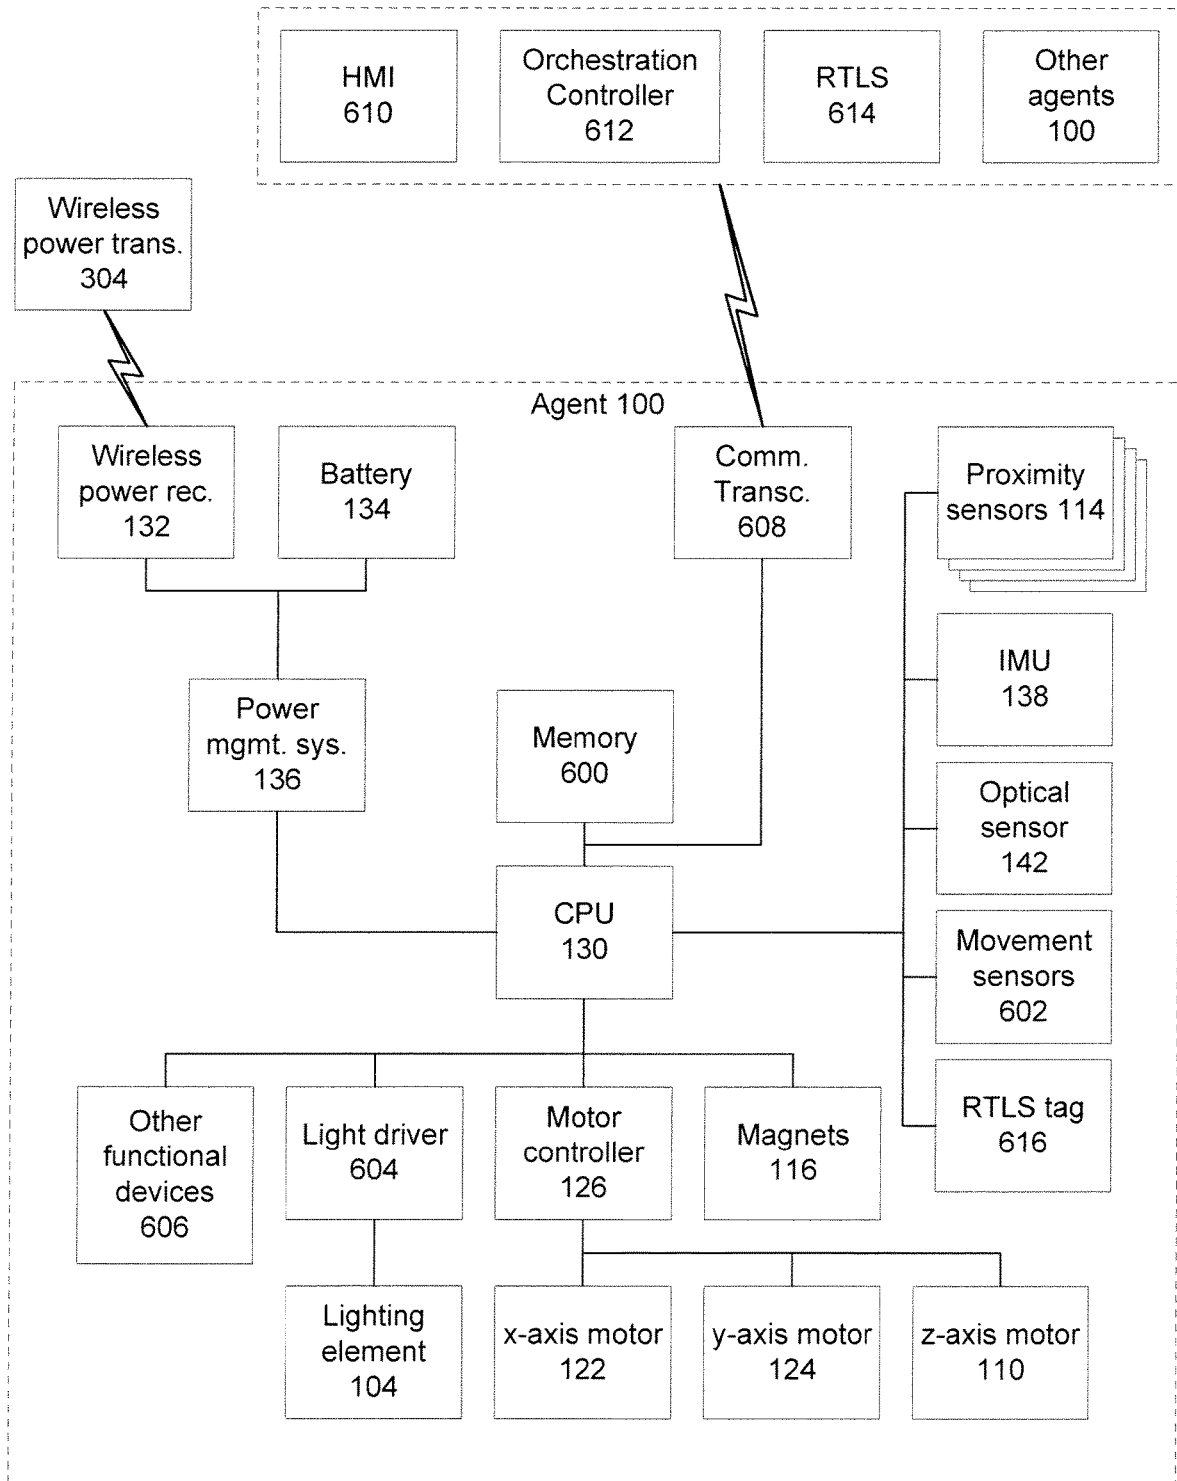 HMI
610
Orchestration
Controller
612
RTLS
614
Other
agents
100
Wireless
power trans.
304
Agent 100
Wireless
power rec.
132
Battery
134
Comm.
Transc.
608
Proximity
sensors 114
IMU
138
Power
mgmt. sys.
136
Memory
600
Optical
sensor
142
CPU
130
Movement
sensors
602
Other
functional
devices
606
Light driver
604
Motor
controller
126
Magnets
116
RTLS tag
616
Lighting
element
104
x-axis motor
122
y-axis motor
124
z-axis motor
110